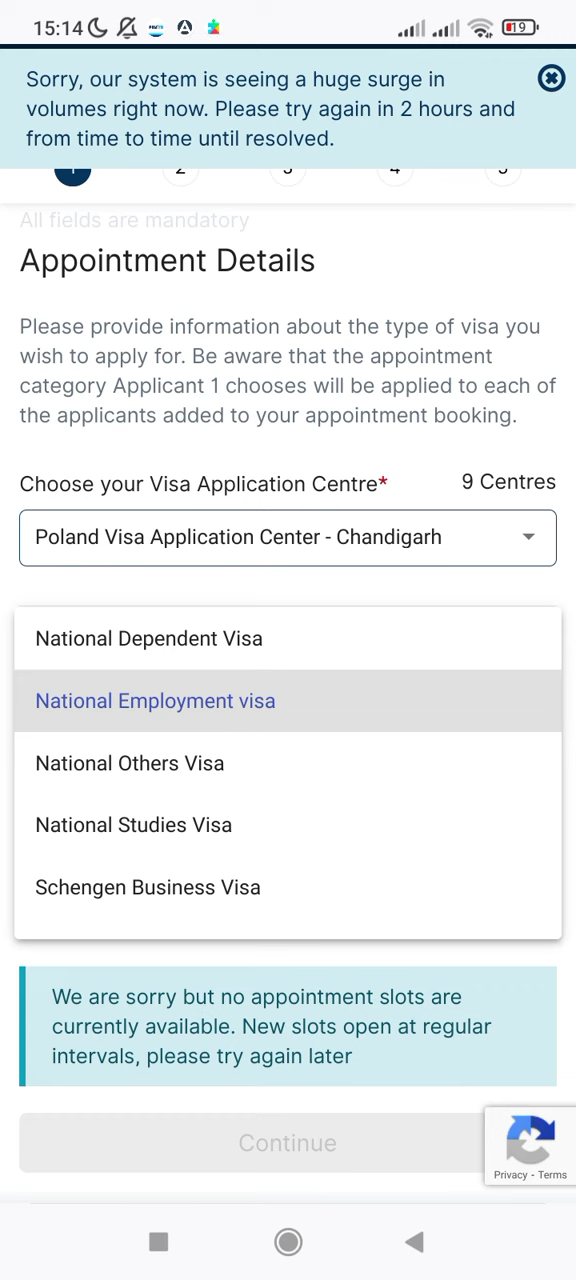 15:14
19
Sorry, our system is seeing a huge surge in
volumes right now. Please try again in 2 hours and
from time to time until resolved.
1 2 3 4 5
All fields are mandatory
Appointment Details
Please provide information about the type of visa you
wish to apply for. Be aware that the appointment
category Applicant 1 chooses will be applied to each of
the applicants added to your appointment booking.
Choose your Visa Application Centre* 9 Centres
Poland Visa Application Center - Chandigarh
National Dependent Visa
National Employment visa
National Others Visa
National Studies Visa
Schengen Business Visa
We are sorry but no appointment slots are
currently available. New slots open at regular
intervals, please try again later
Continue
Privacy - Terms